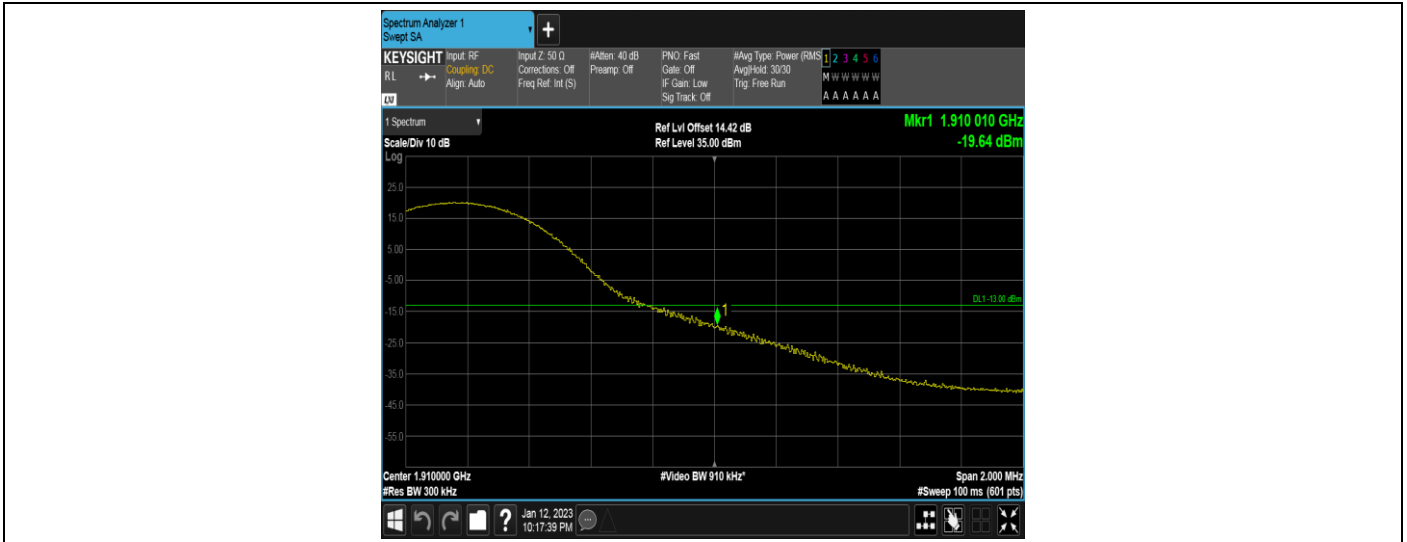 Spectrum Analyzer 1
Swept SA
+
KEYSIGHT Input: RF Input Z: 50 Ω #Atten: 40 dB PNO: Fast #Avg Type: Power (RMS 1 2 3 4 5 6
RL Coupling: DC Corrections: Off Preamp: Off Gate: Off Avg|Hold: 30/30 M W W W W W
Align: Auto Freq Ref: Int (S) IF Gain: Low Trig: Free Run
LXI Sig Track: Off A A A A A A
1 Spectrum Ref Lvl Offset 14.42 dB Mkr1 1.910 010 GHz
Scale/Div 10 dB Ref Level 35.00 dBm -19.64 dBm
Log
25.0
15.0
5.00
-5.00
DL1 -13.00 dBm
-15.0 1
-25.0
-35.0
-45.0
-55.0
Center 1.910000 GHz #Video BW 910 kHz* Span 2.000 MHz
#Res BW 300 kHz #Sweep 100 ms (601 pts)
? Jan 12, 2023
10:17:39 PM